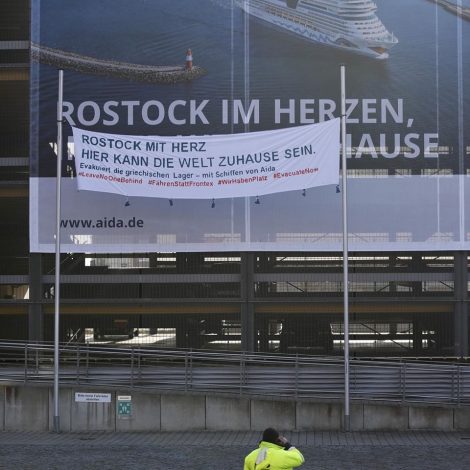 ROSTOCK IM HERZEN,
HAUSE
ROSTOCK MIT HERZ
HIER KANN DIE WELT ZUHAUSE SEIN.
Evakuiert die griechischen Lager – mit Schiffen von Aida
#LeaveNoOneBehind #FährenStattFrontex #WirHabenPlatz #EvacuateNow
www.aida.de